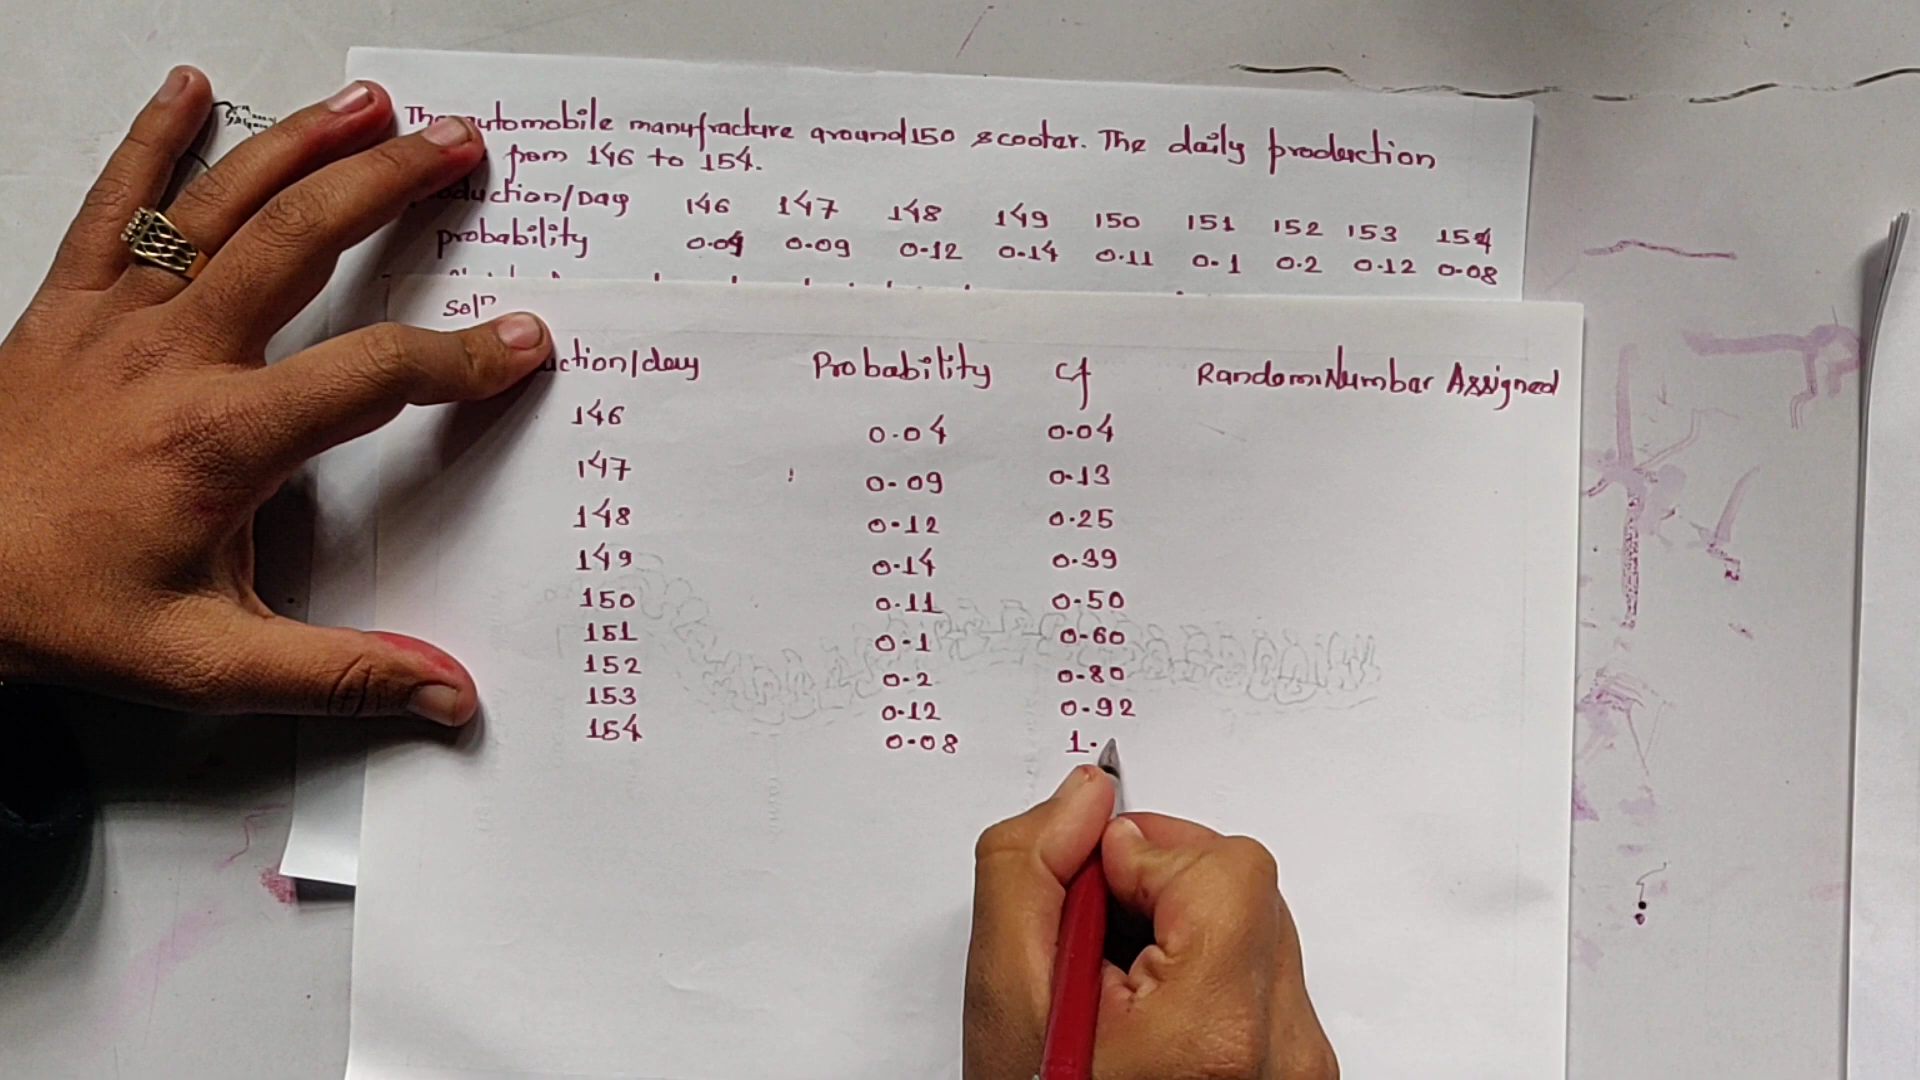 automobile manufracture around 150 scooter. The daily production
from 146 to 154.
duction/Day 146 147 148 149 150 151 152 153 154
probability 0.04 0.09 0.12 0.14 0.11 0.1 0.2 0.12 0.08
Soln
uction/day Probability cf Random Number Assigned
146 0.04 0.04
147 0.09 0.13
148 0.12 0.25
149 0.14 0.39
150 0.11 0.50
151 0.1 0.60
152 0.2 0.80
153 0.12 0.92
154 0.08 1.